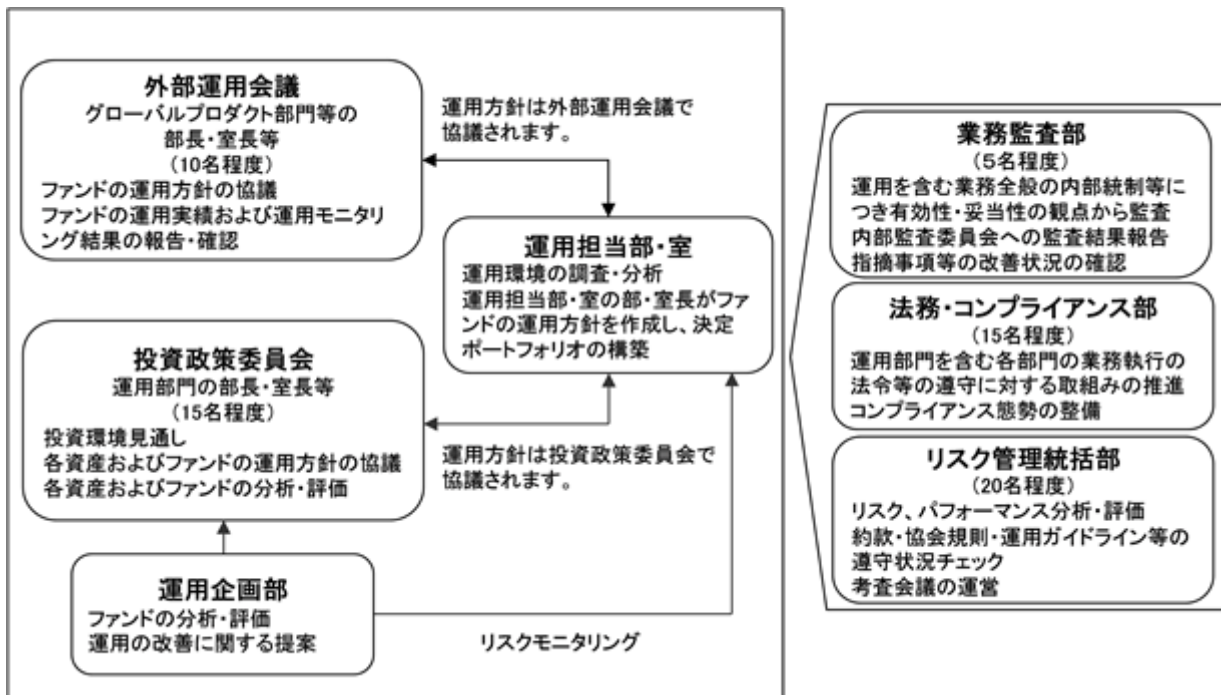 外部運用会議
グローバルプロダクト部門等の
部長・室長等
(10名程度)
ファンドの運用方針の協議
ファンドの運用実績および運用モニタリ
ング結果の報告・確認
運用方針は外部運用会議で
協議されます。
運用担当部・室
運用環境の調査・分析
運用担当部・室の部・室長がファ
ンドの運用方針を作成し、決定
ポートフォリオの構築
投資政策委員会
運用部門の部長・室長等
(15名程度)
投資環境見通し
各資産およびファンドの運用方針の協議
各資産およびファンドの分析・評価
運用方針は投資政策委員会で
協議されます。
運用企画部
ファンドの分析・評価
運用の改善に関する提案
リスクモニタリング
業務監査部
(5名程度)
運用を含む業務全般の内部統制等に
つき有効性・妥当性の観点から監査
内部監査委員会への監査結果報告
指摘事項等の改善状況の確認
法務・コンプライアンス部
(15名程度)
運用部門を含む各部門の業務執行の
法令等の遵守に対する取組みの推進
コンプライアンス態勢の整備
リスク管理統括部
(20名程度)
リスク、パフォーマンス分析・評価
約款・協会規則・運用ガイドライン等の
遵守状況チェック
考査会議の運営